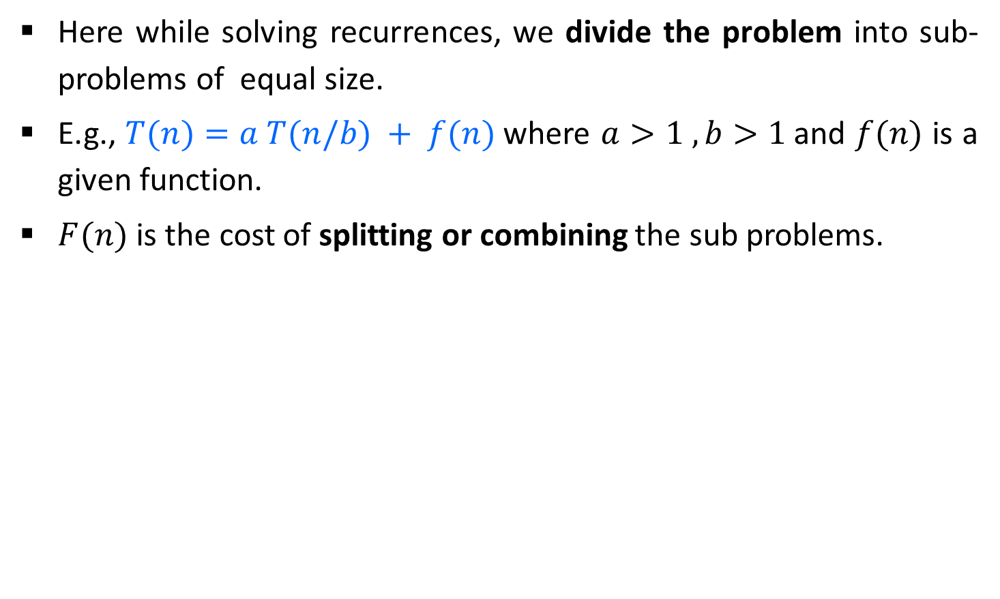 ▪ Here while solving recurrences, we divide the problem into sub-
problems of equal size.
▪ E.g., T(n) = a T(n/b) + f(n) where a > 1 , b > 1 and f(n) is a
given function.
▪ F(n) is the cost of splitting or combining the sub problems.